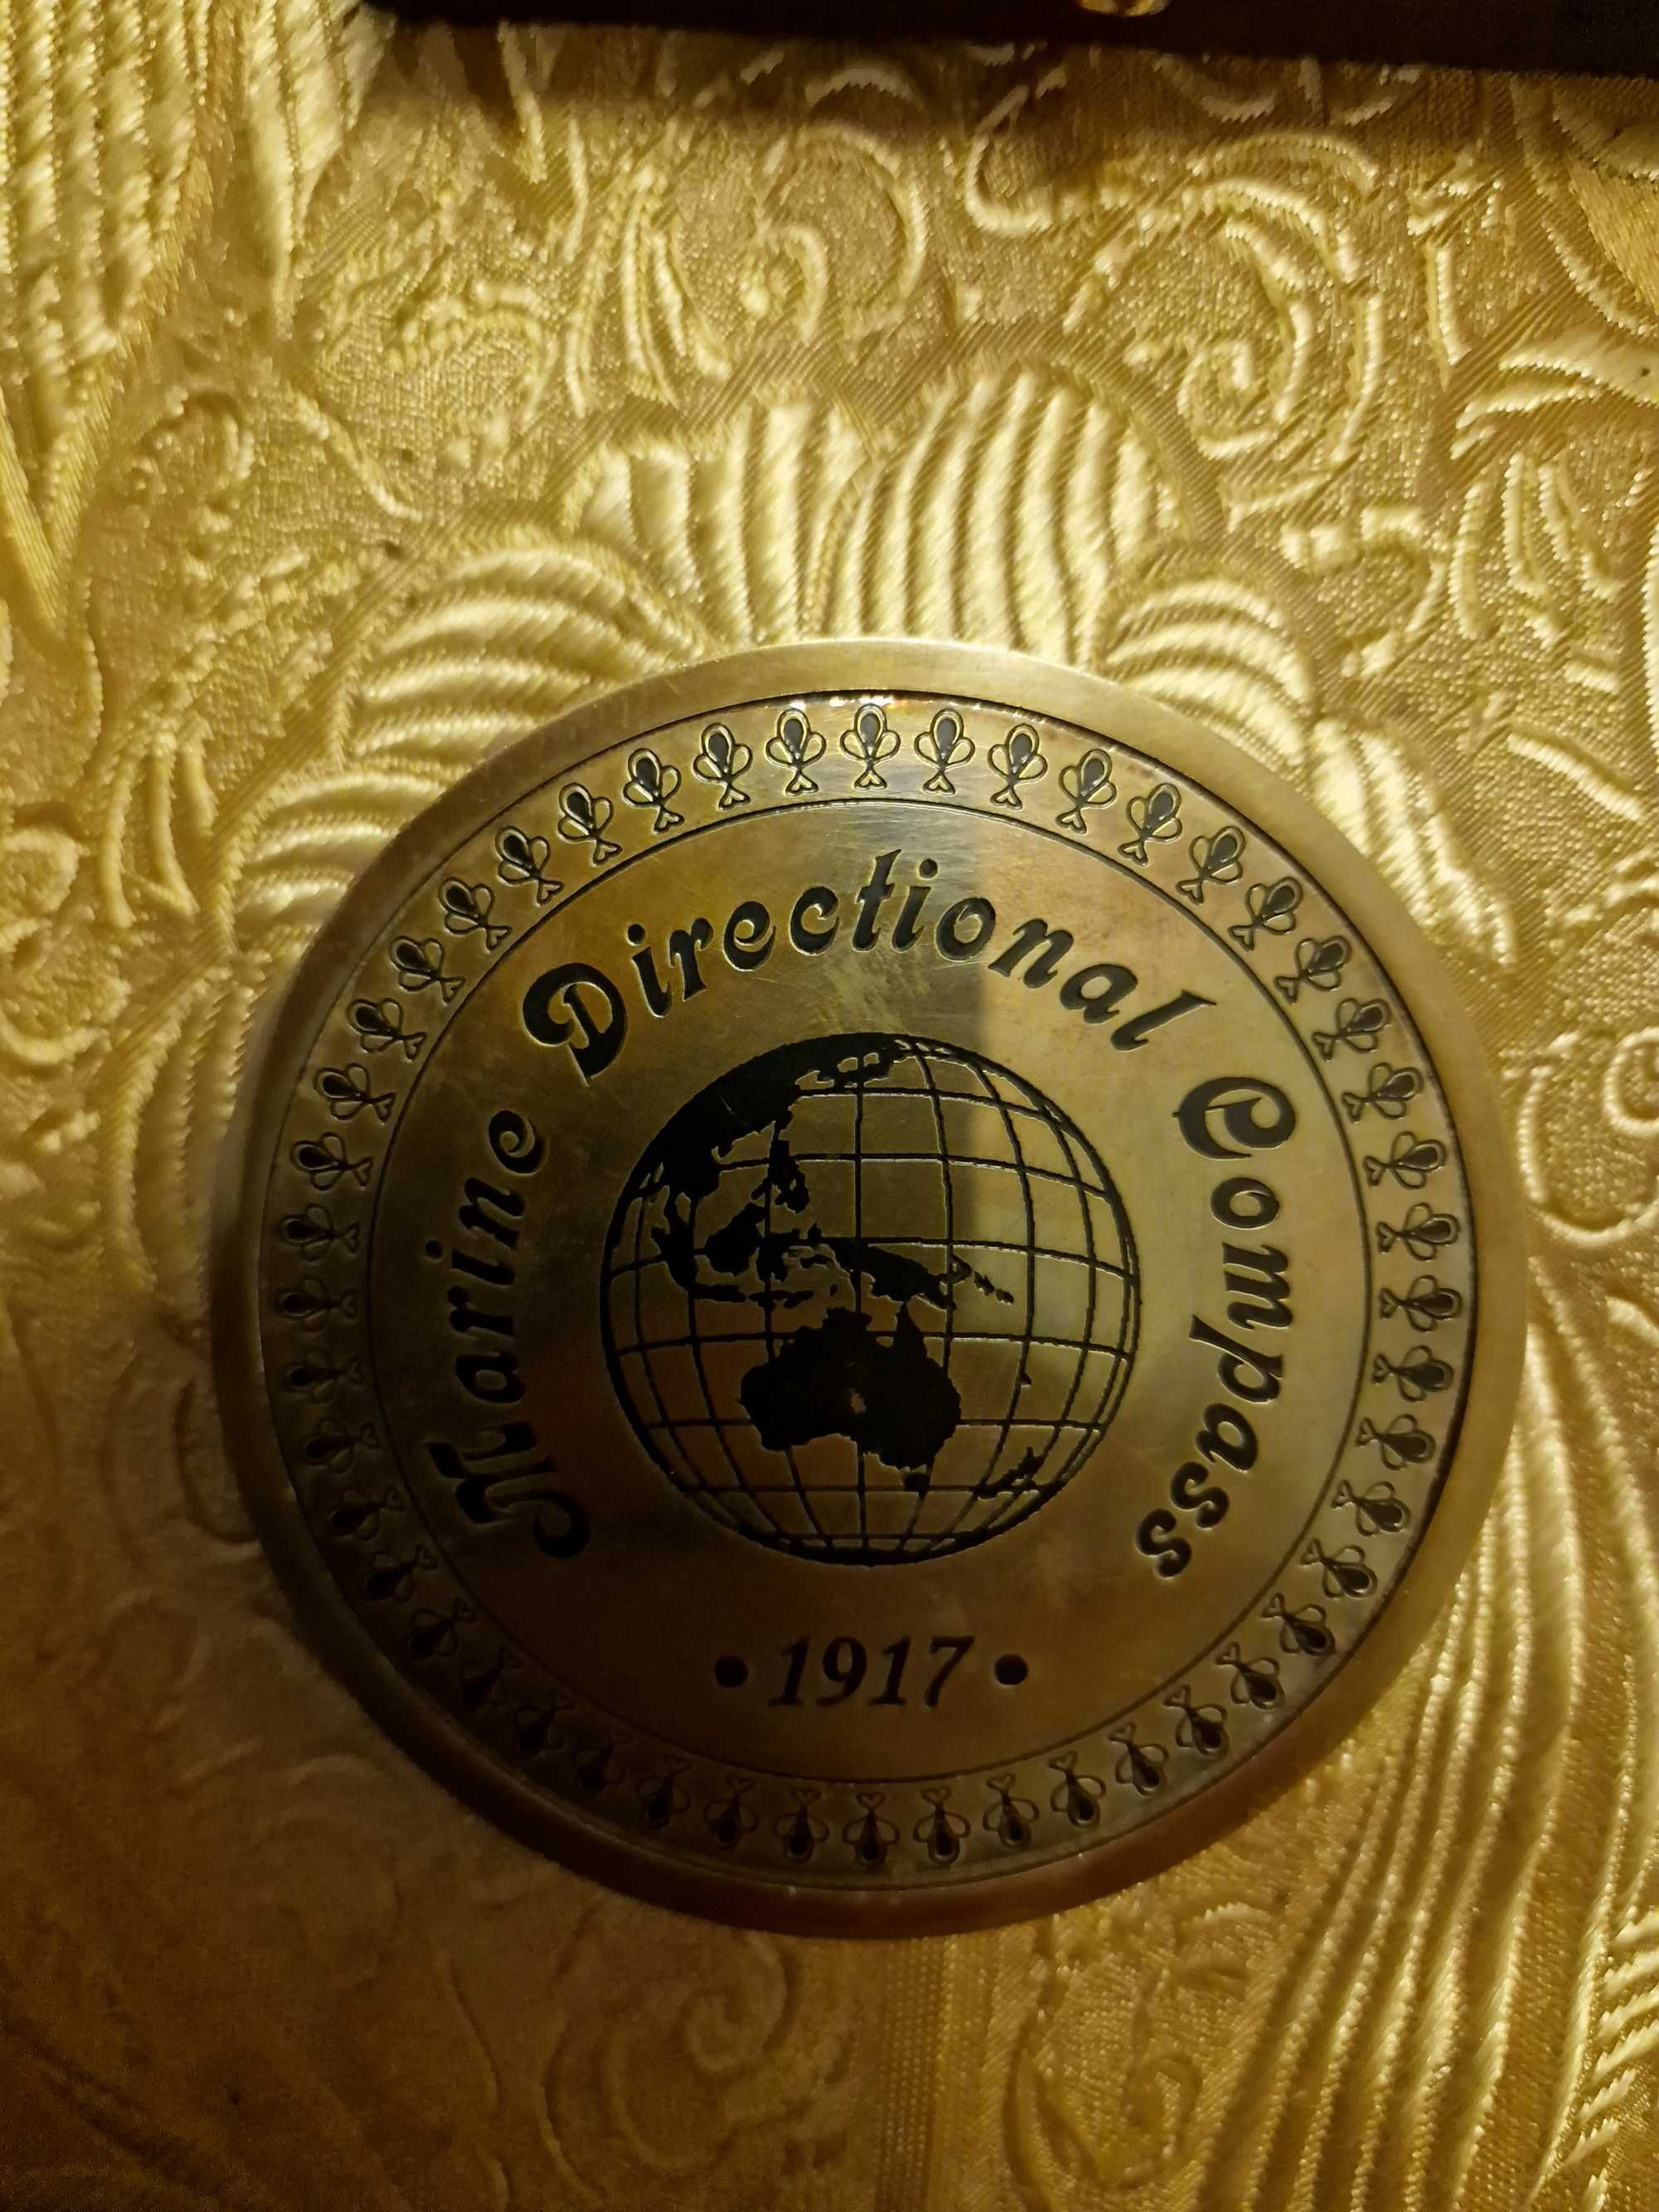 Marine Directional Compass
• 1917 •